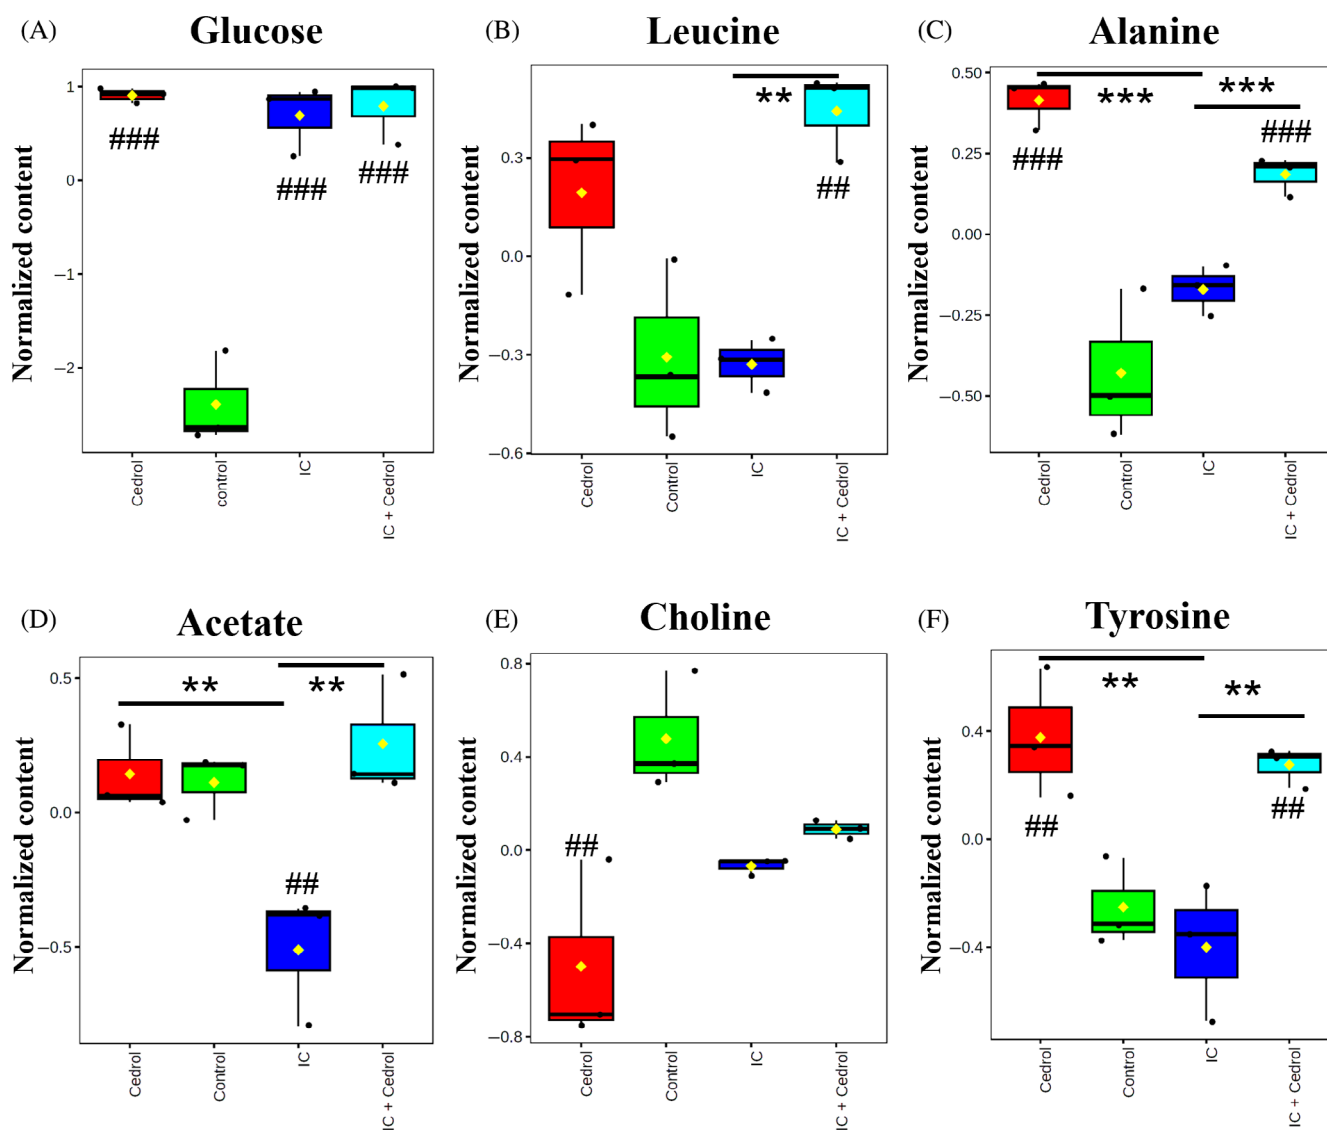 (A) Glucose
Normalized content
1
0
−1
−2
###
###
###
Cedrol
control
IC
IC + Cedrol
(B) Leucine
Normalized content
0.3
0.0
−0.3
−0.6
**
##
Cedrol
Control
IC
IC + Cedrol
(C) Alanine
Normalized content
0.50
0.25
0.00
−0.25
−0.50
***
***
###
###
Cedrol
Control
IC
IC + Cedrol
(D) Acetate
Normalized content
0.5
0.0
−0.5
**
**
##
Cedrol
Control
IC
IC + Cedrol
(E) Choline
Normalized content
0.8
0.4
0.0
−0.4
−0.8
##
Cedrol
Control
IC
IC + Cedrol
(F) Tyrosine
Normalized content
0.4
0.0
−0.4
**
**
##
##
Cedrol
Control
IC
IC + Cedrol